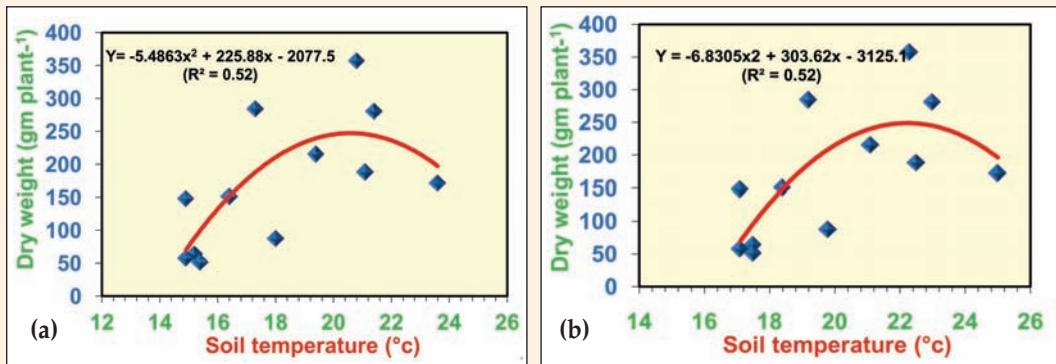 Dry weight (gm plant-¹)
400
350
300
250
200
150
100
50
0
Y= -5.4863x² + 225.88x - 2077.5
(R² = 0.52)
12 14 16 18 20 22 24 26
(a)
Soil temperature (°c)
Dry weight (gm plant-¹)
400
350
300
250
200
150
100
50
0
Y = -6.8305x2 + 303.62x - 3125.1
(R² = 0.52)
14 16 18 20 22 24 26
(b)
Soil temperature (°c)